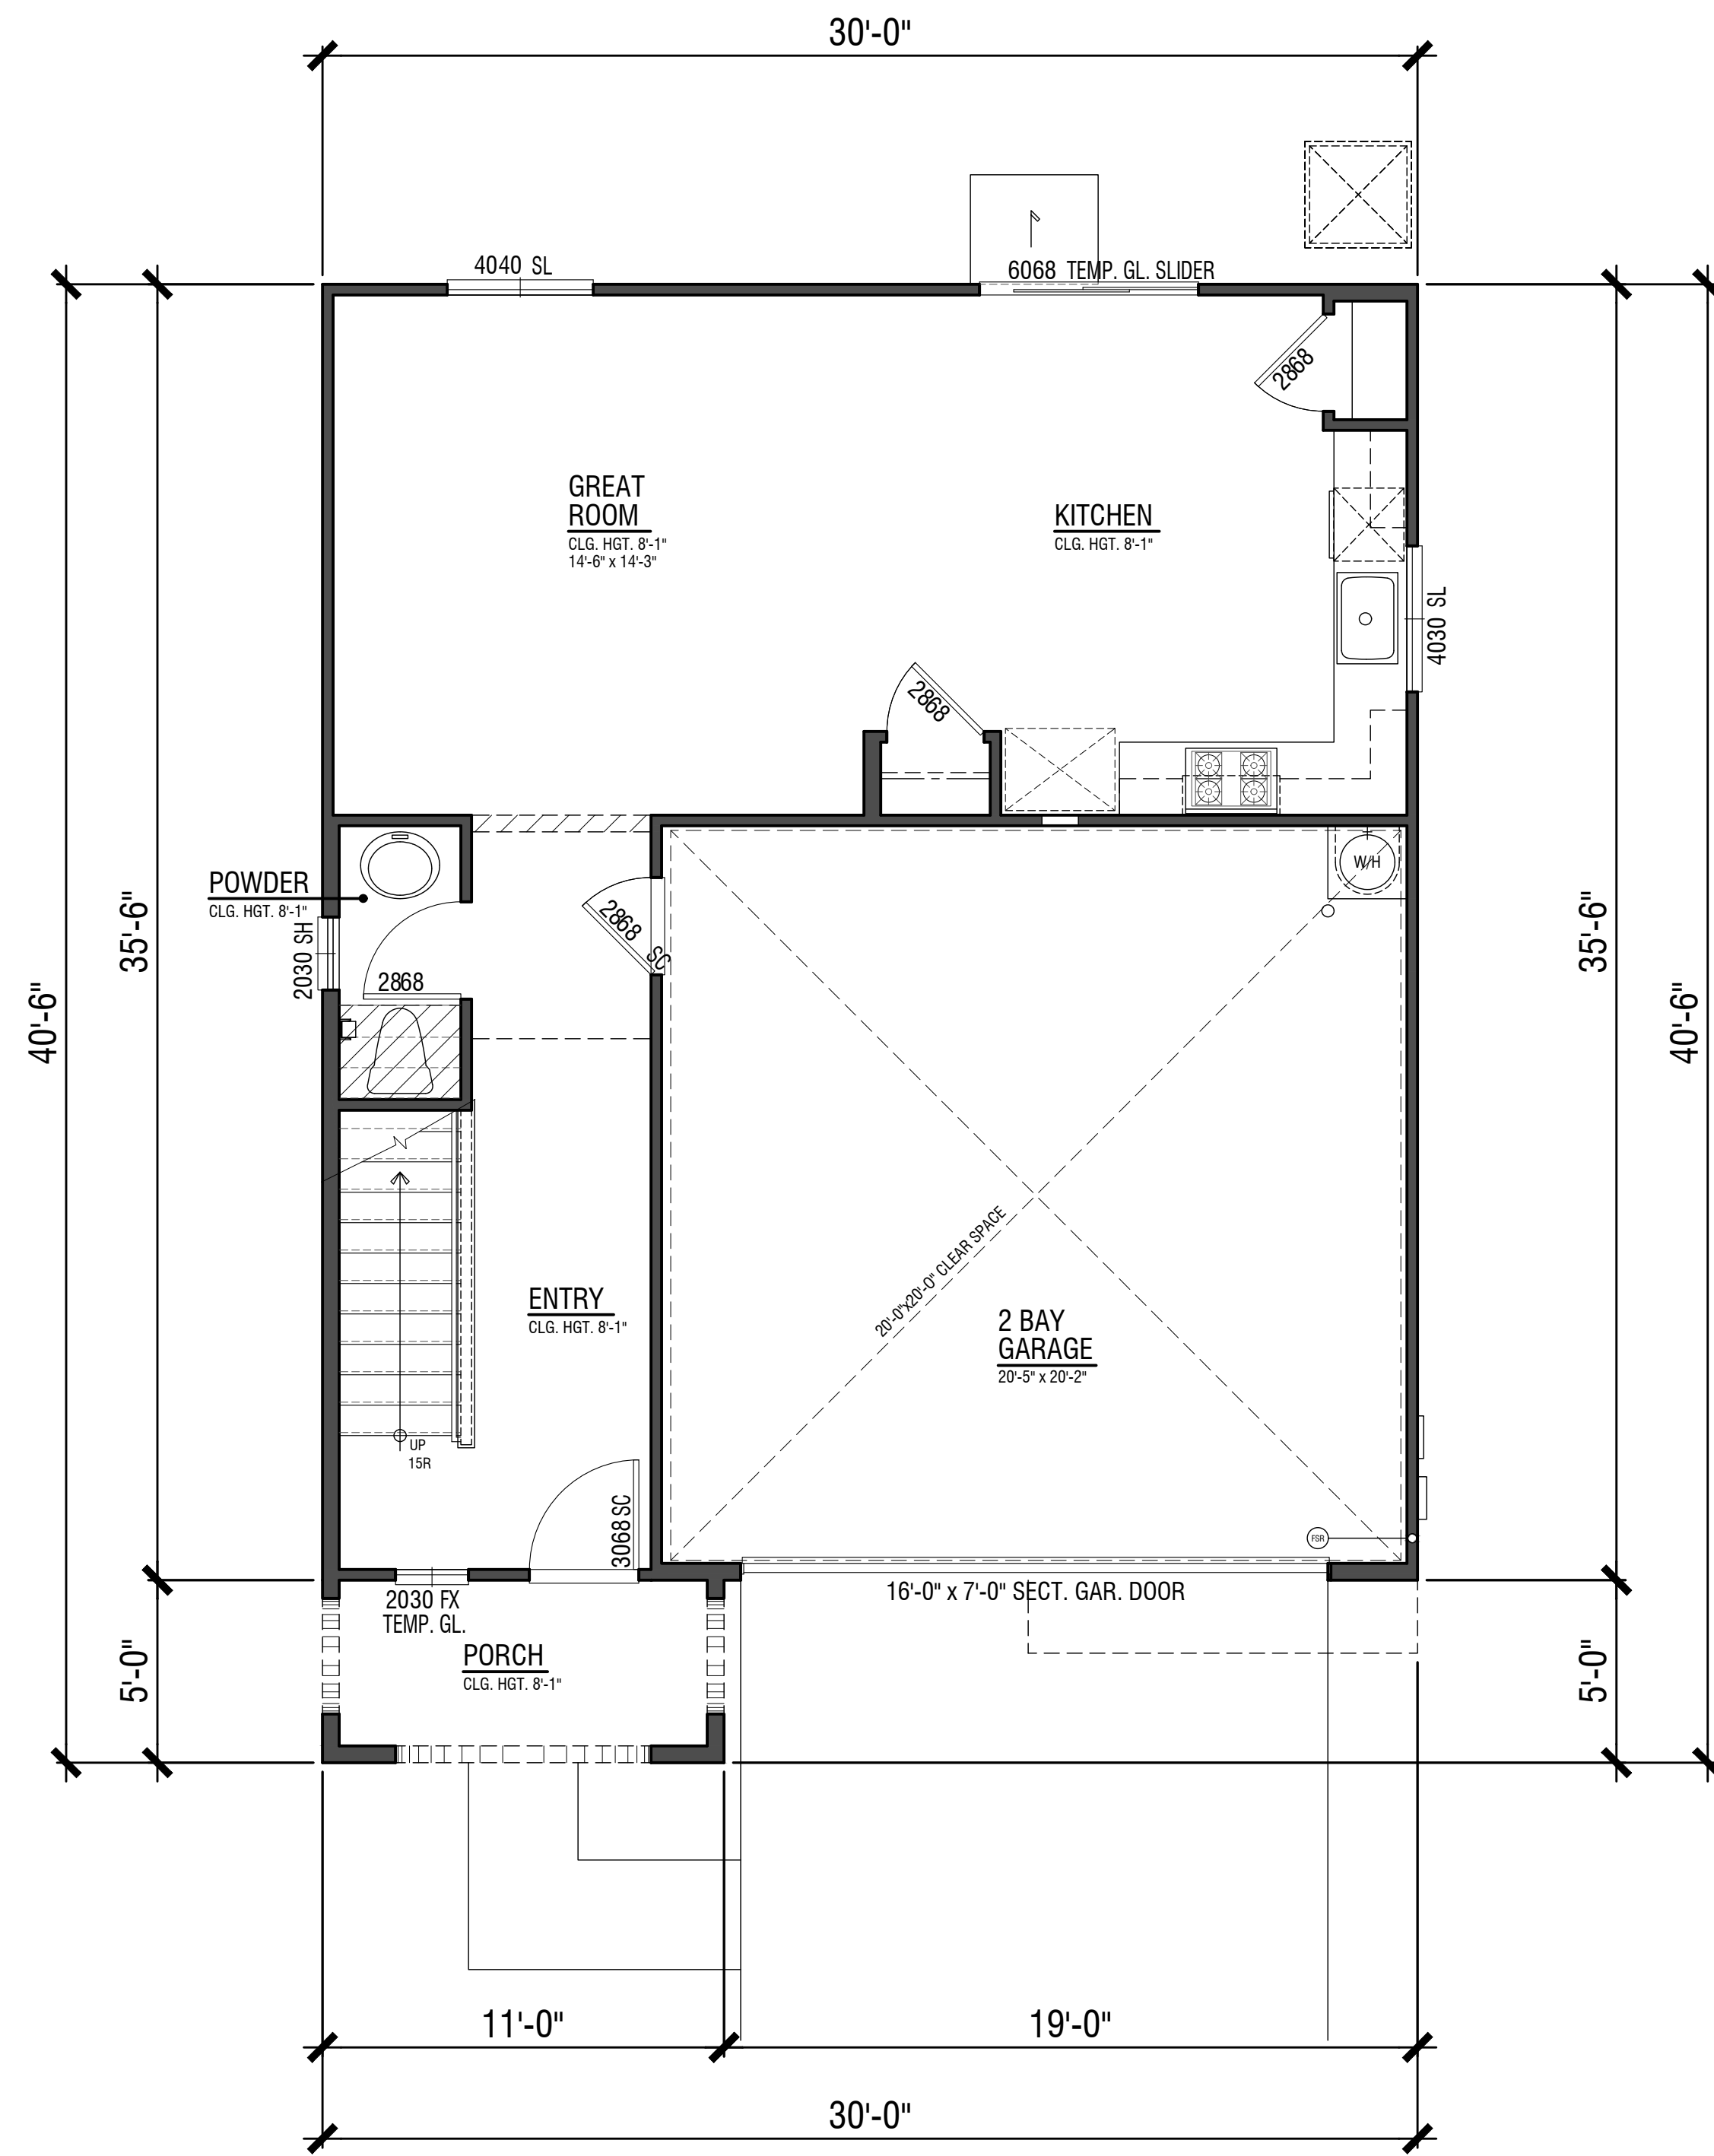 30'-0"
4040 SL
6068 TEMP. GL. SLIDER
2868
GREAT
ROOM
CLG. HGT. 8'-1"
14'-6" x 14'-3"
KITCHEN
CLG. HGT. 8'-1"
4030 SL
2868
POWDER
CLG. HGT. 8'-1"
2030 SH
2868
2868 SC
W/H
35'-6"
40'-6"
35'-6"
40'-6"
20'-0"x20'-0" CLEAR SPACE
ENTRY
CLG. HGT. 8'-1"
2 BAY
GARAGE
20'-5" x 20'-2"
UP
15R
3068 SC
FSR
2030 FX
TEMP. GL.
16'-0" x 7'-0" SECT. GAR. DOOR
PORCH
CLG. HGT. 8'-1"
5'-0"
5'-0"
11'-0"
19'-0"
30'-0"